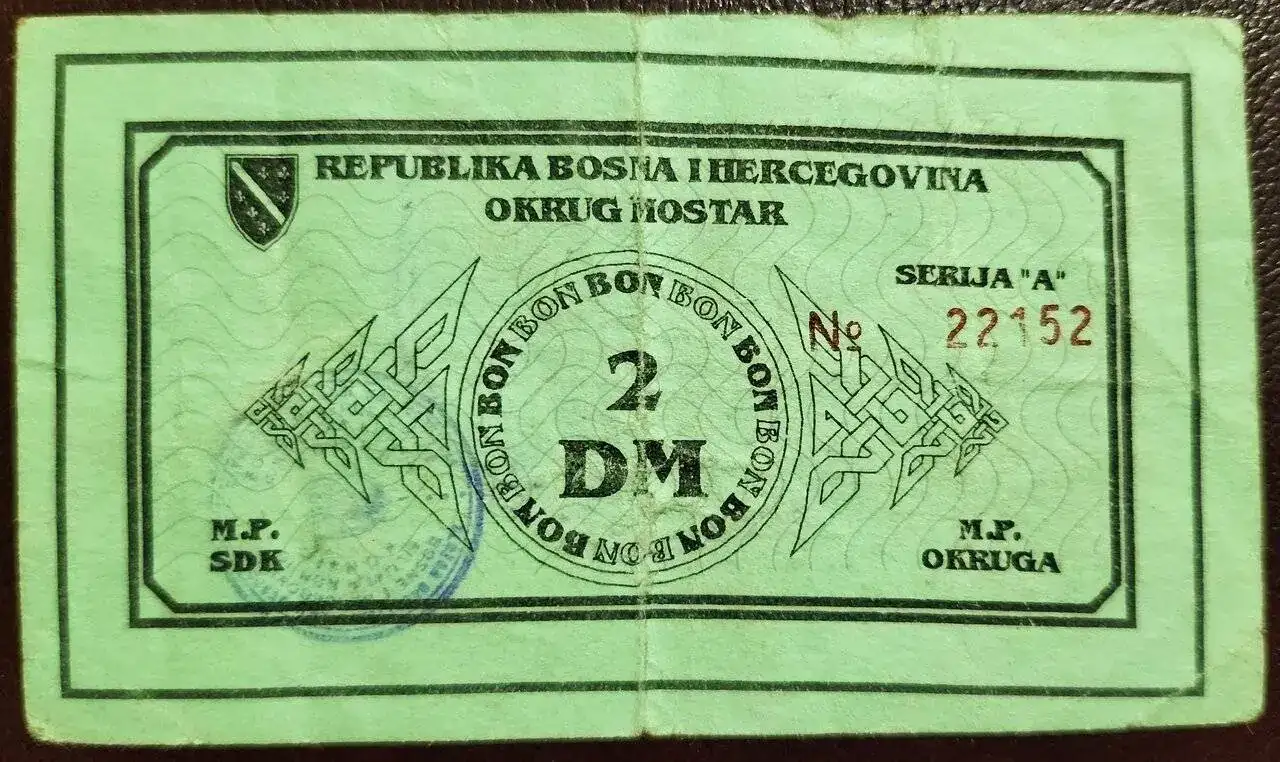 REPUBLIKA BOSNA I HERCEGOVINA
OKRUG MOSTAR
SERIJA "A"
№ 22152
BON BON BON BON BON BON BON BON BON BON BON BON
2
DM
M.P.
SDK
M.P.
OKRUGA